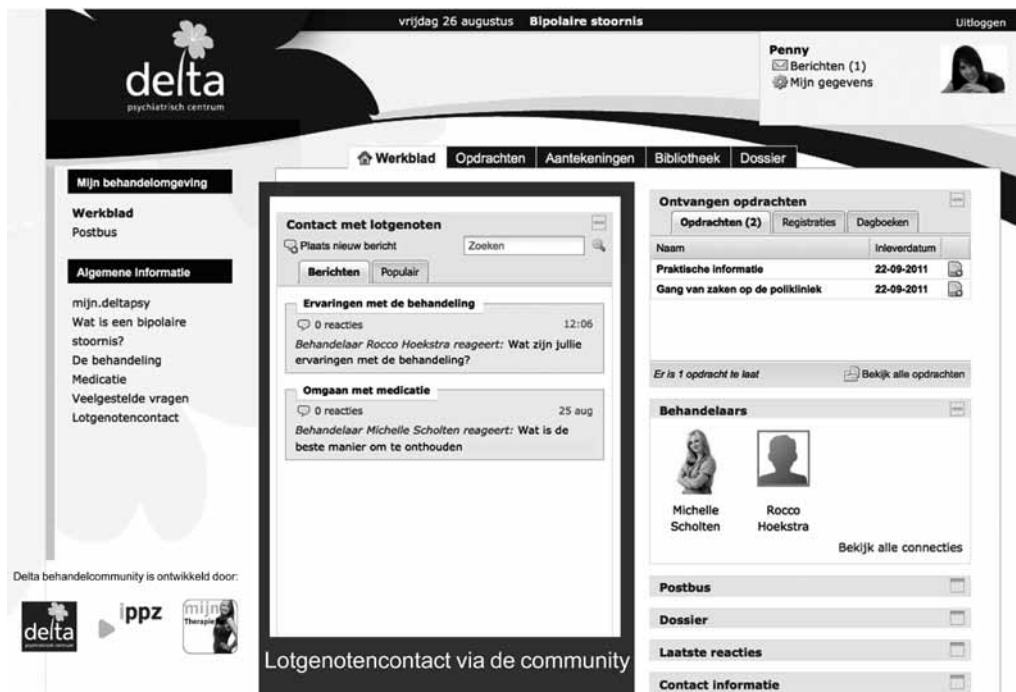 vrijdag 26 augustus Bipolaire stoornis
Uitloggen
delta
psychiatrisch centrum
Penny
Berichten (1)
Mijn gegevens
Werkblad Opdrachten Aantekeningen Bibliotheek Dossier
Mijn behandelomgeving
Werkblad
Postbus
Algemene Informatie
mijn.deltapsy
Wat is een bipolaire
stoornis?
De behandeling
Medicatie
Veelgestelde vragen
Lotgenotencontact
Delta behandelcommunity is ontwikkeld door:
delta
psychiatrisch centrum
ippz
mijn
Therapie
Contact met lotgenoten
Plaats nieuw bericht Zoeken
Berichten Populair
Ervaringen met de behandeling
0 reacties 12:06
Behandelaar Rocco Hoekstra reageert: Wat zijn jullie
ervaringen met de behandeling?
Omgaan met medicatie
0 reacties 25 aug
Behandelaar Michelle Scholten reageert: Wat is de
beste manier om te onthouden
Lotgenotencontact via de community
Ontvangen opdrachten
Opdrachten (2) Registraties Dagboeken
Naam Inleverdatum
Praktische informatie 22-09-2011
Gang van zaken op de polikliniek 22-09-2011
Er is 1 opdracht te laat Bekijk alle opdrachten
Behandelaars
Michelle
Scholten
Rocco
Hoekstra
Bekijk alle connecties
Postbus
Dossier
Laatste reacties
Contact informatie